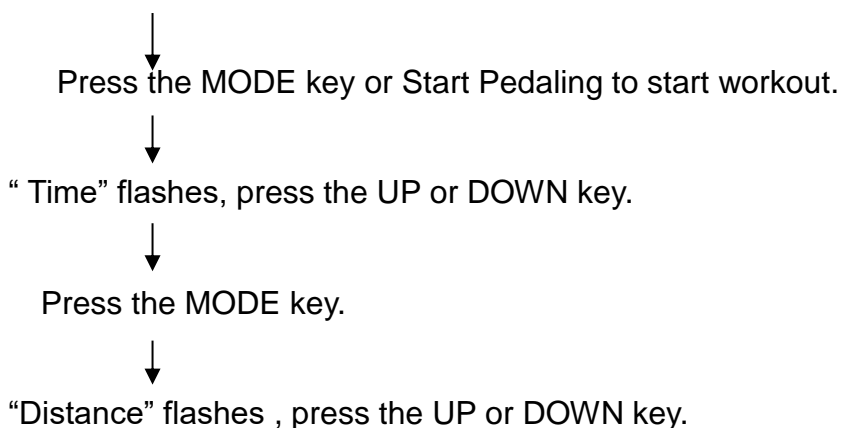 Press the MODE key or Start Pedaling to start workout.
“ Time” flashes, press the UP or DOWN key.
Press the MODE key.
“Distance” flashes , press the UP or DOWN key.